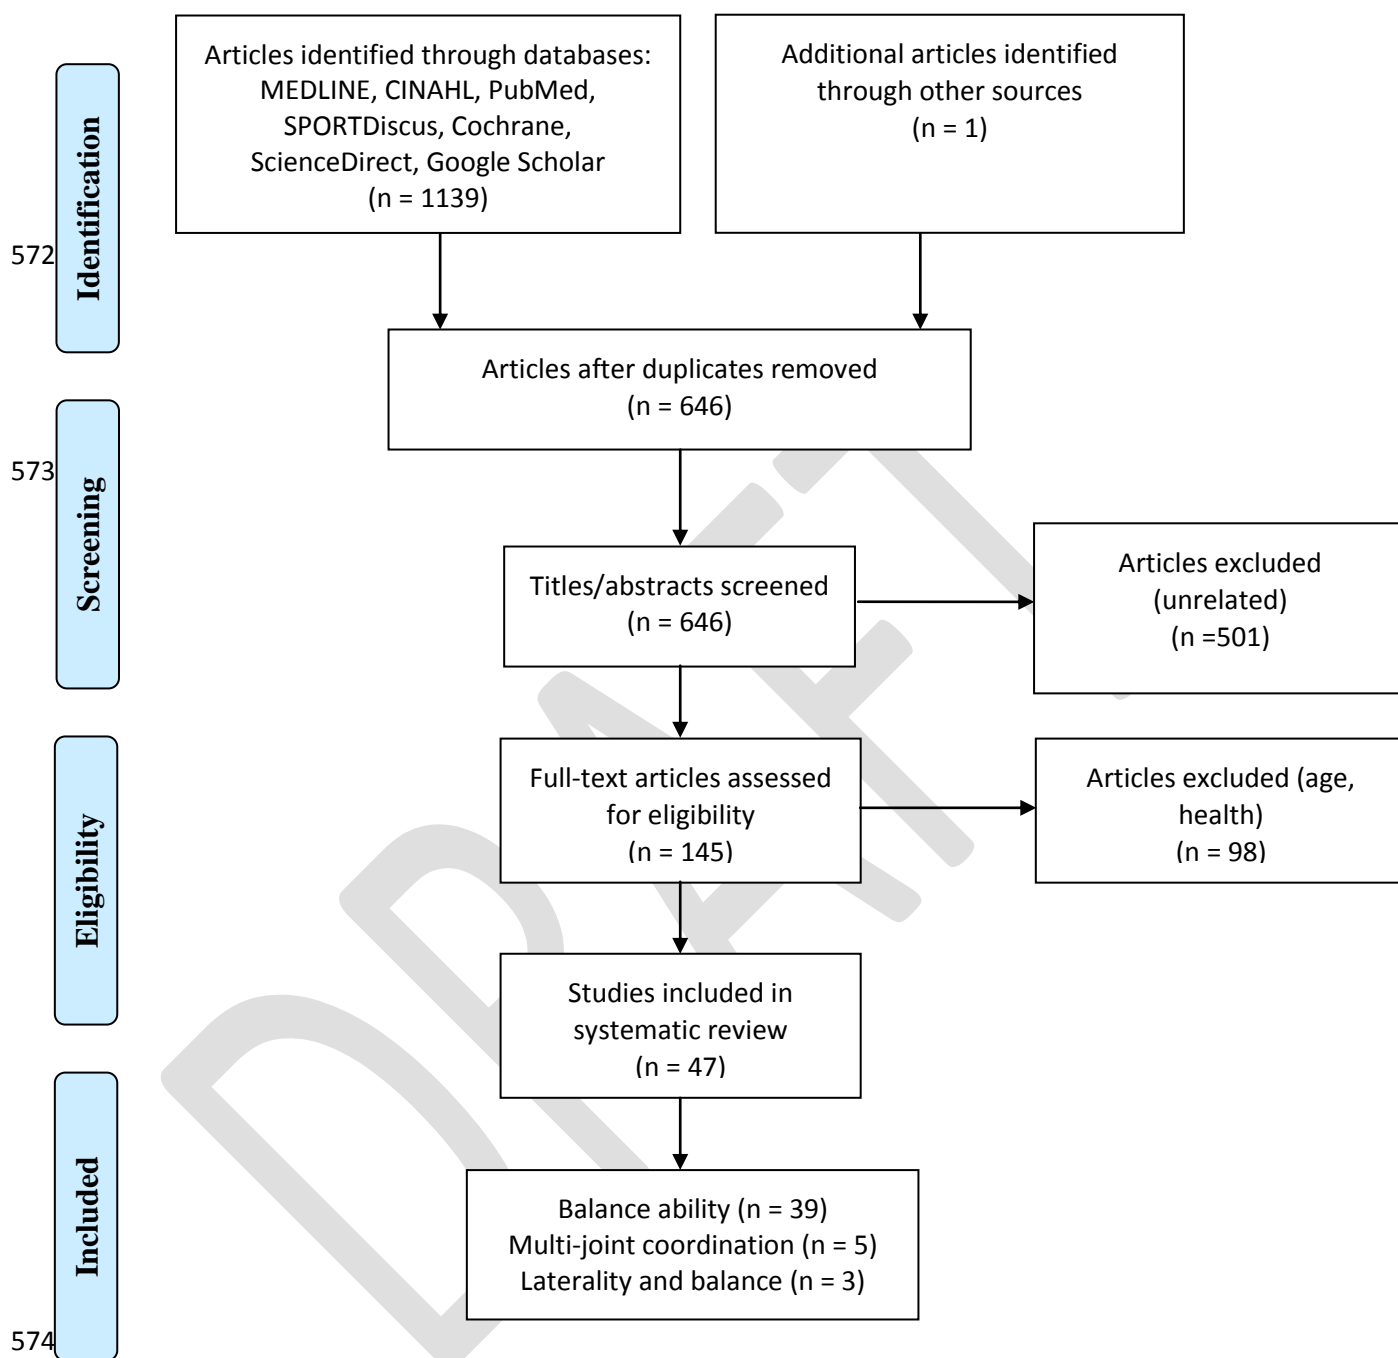 Articles identified through databases:
MEDLINE, CINAHL, PubMed,
SPORTDiscus, Cochrane,
ScienceDirect, Google Scholar
(n = 1139)
Additional articles identified
through other sources
(n = 1)
Identification
572
Articles after duplicates removed
(n = 646)
Screening
573
Titles/abstracts screened
(n = 646)
Articles excluded
(unrelated)
(n =501)
Eligibility
Full-text articles assessed
for eligibility
(n = 145)
Articles excluded (age,
health)
(n = 98)
Studies included in
systematic review
(n = 47)
Included
Balance ability (n = 39)
Multi-joint coordination (n = 5)
Laterality and balance (n = 3)
574
DRAFT